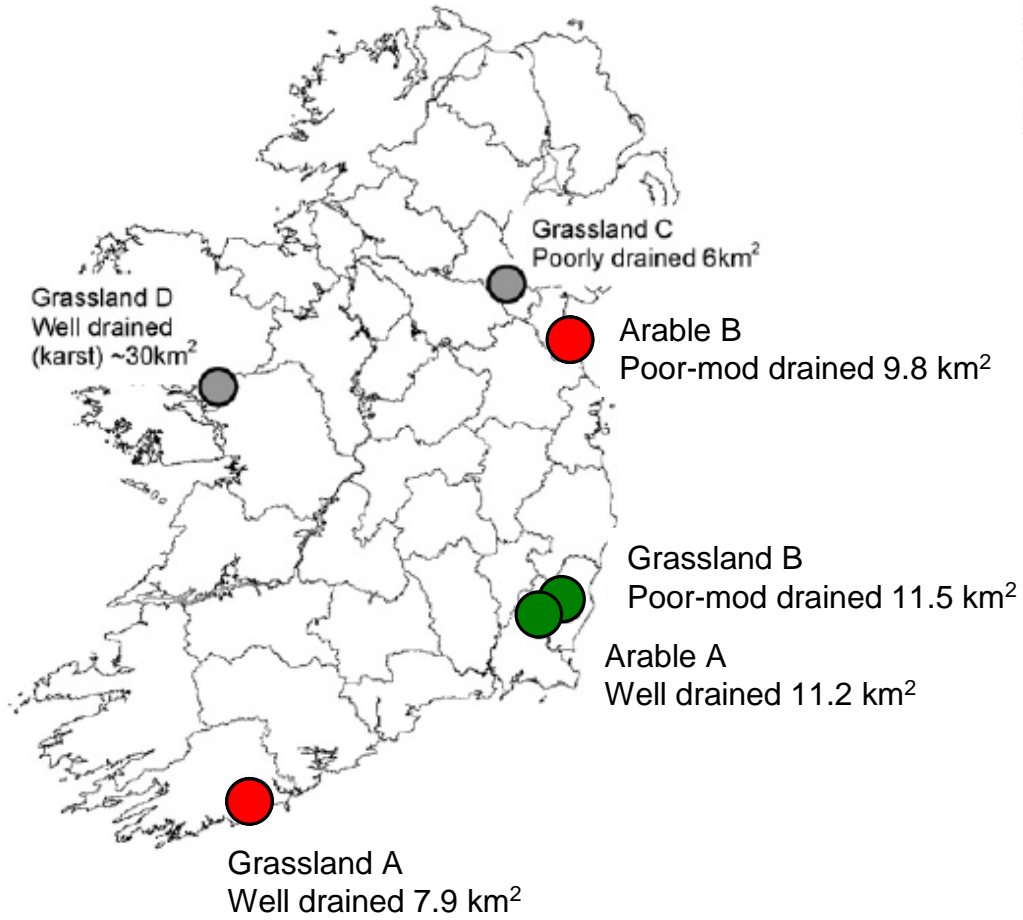 Grassland C
Poorly drained 6km²
Grassland D
Well drained
(karst) ~30km²
Arable B
Poor-mod drained 9.8 km²
Grassland B
Poor-mod drained 11.5 km²
Arable A
Well drained 11.2 km²
Grassland A
Well drained 7.9 km²